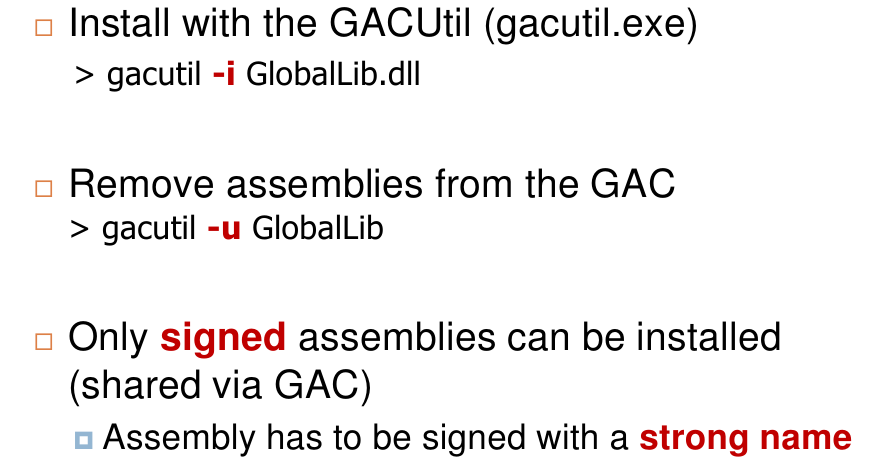 Install with the GACUtil (gacutil.exe)
> gacutil -i GlobalLib.dll
Remove assemblies from the GAC
> gacutil -u GlobalLib
Only signed assemblies can be installed
(shared via GAC)
Assembly has to be signed with a strong name